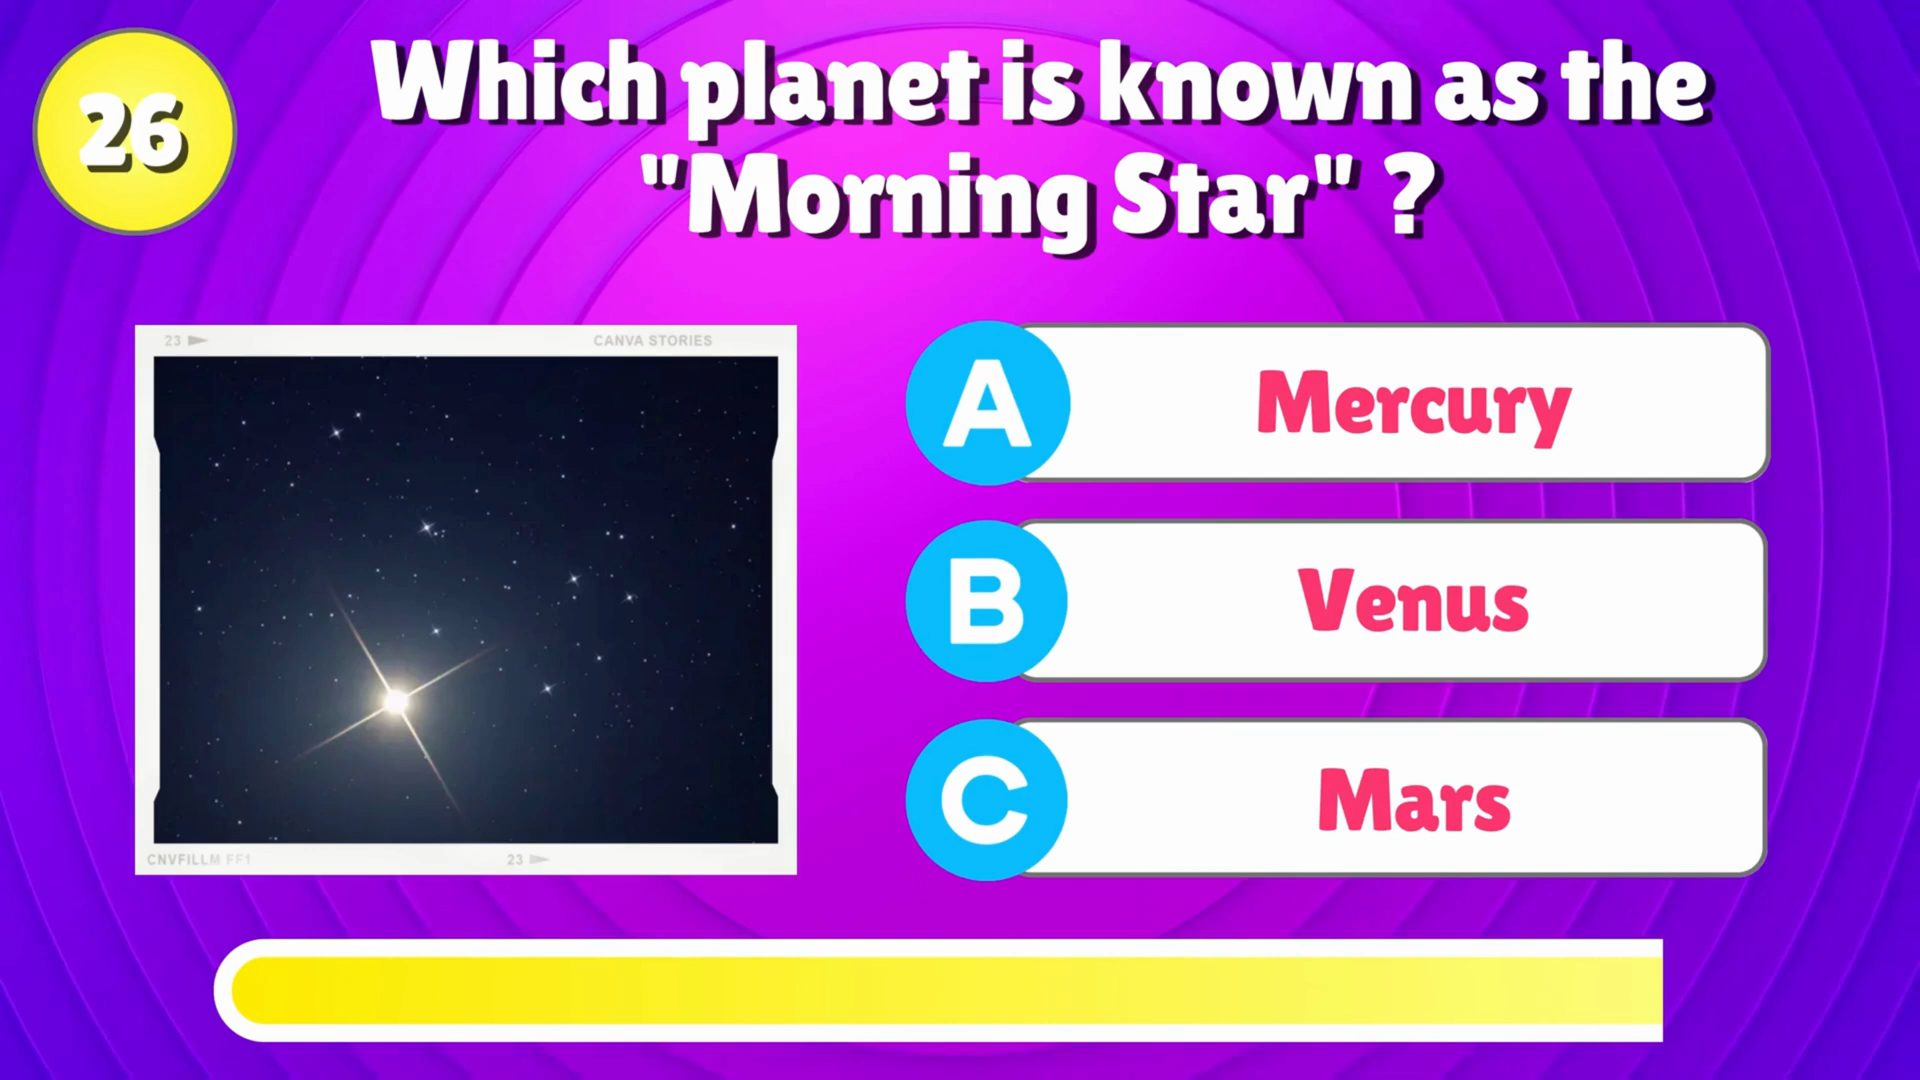 26
Which planet is known as the
"Morning Star" ?
23
CANVA STORIES
A
Mercury
B
Venus
C
Mars
CNVFILLM FF1
23